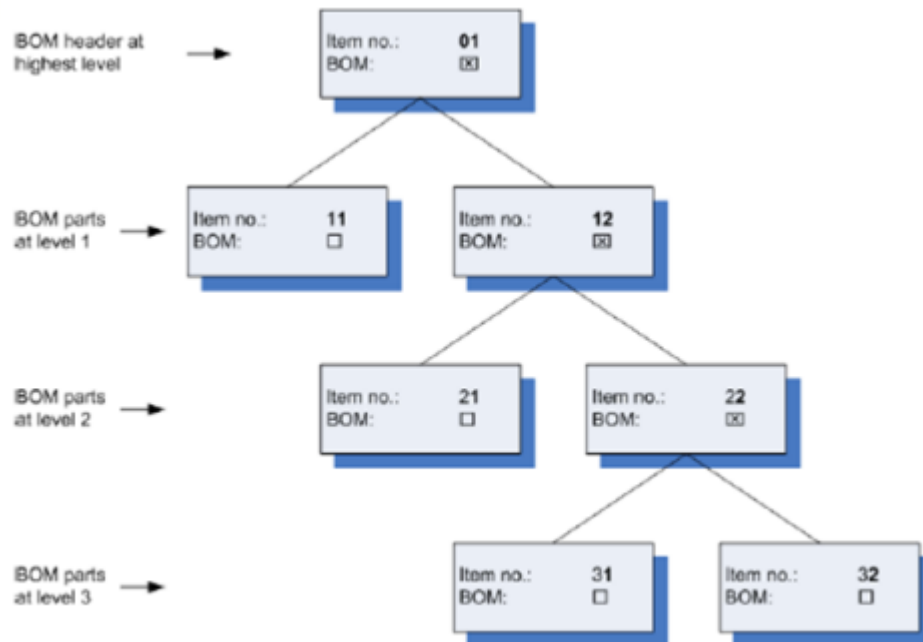 BOM header at
highest level
Item no.: 01
BOM: ☒
BOM parts
at level 1
Item no.: 11
BOM: ☐
Item no.: 12
BOM: ☒
BOM parts
at level 2
Item no.: 21
BOM: ☐
Item no.: 22
BOM: ☒
BOM parts
at level 3
Item no.: 31
BOM: ☐
Item no.: 32
BOM: ☐